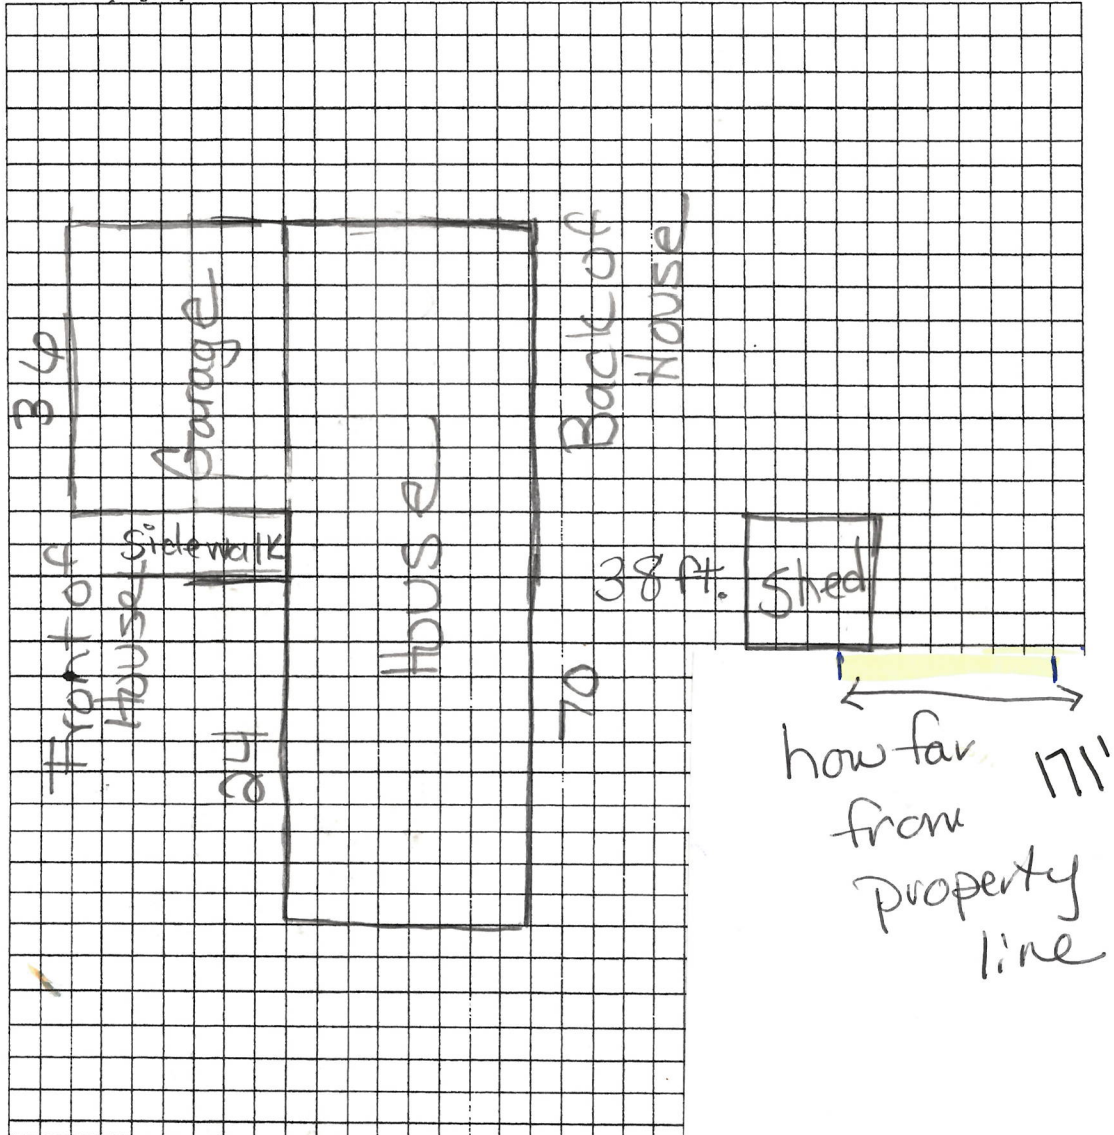 36
Garage
Back of
House
Sidewalk
Front of
House
House
38 ft.
Shed
24
70
how far
from
property
line
171'